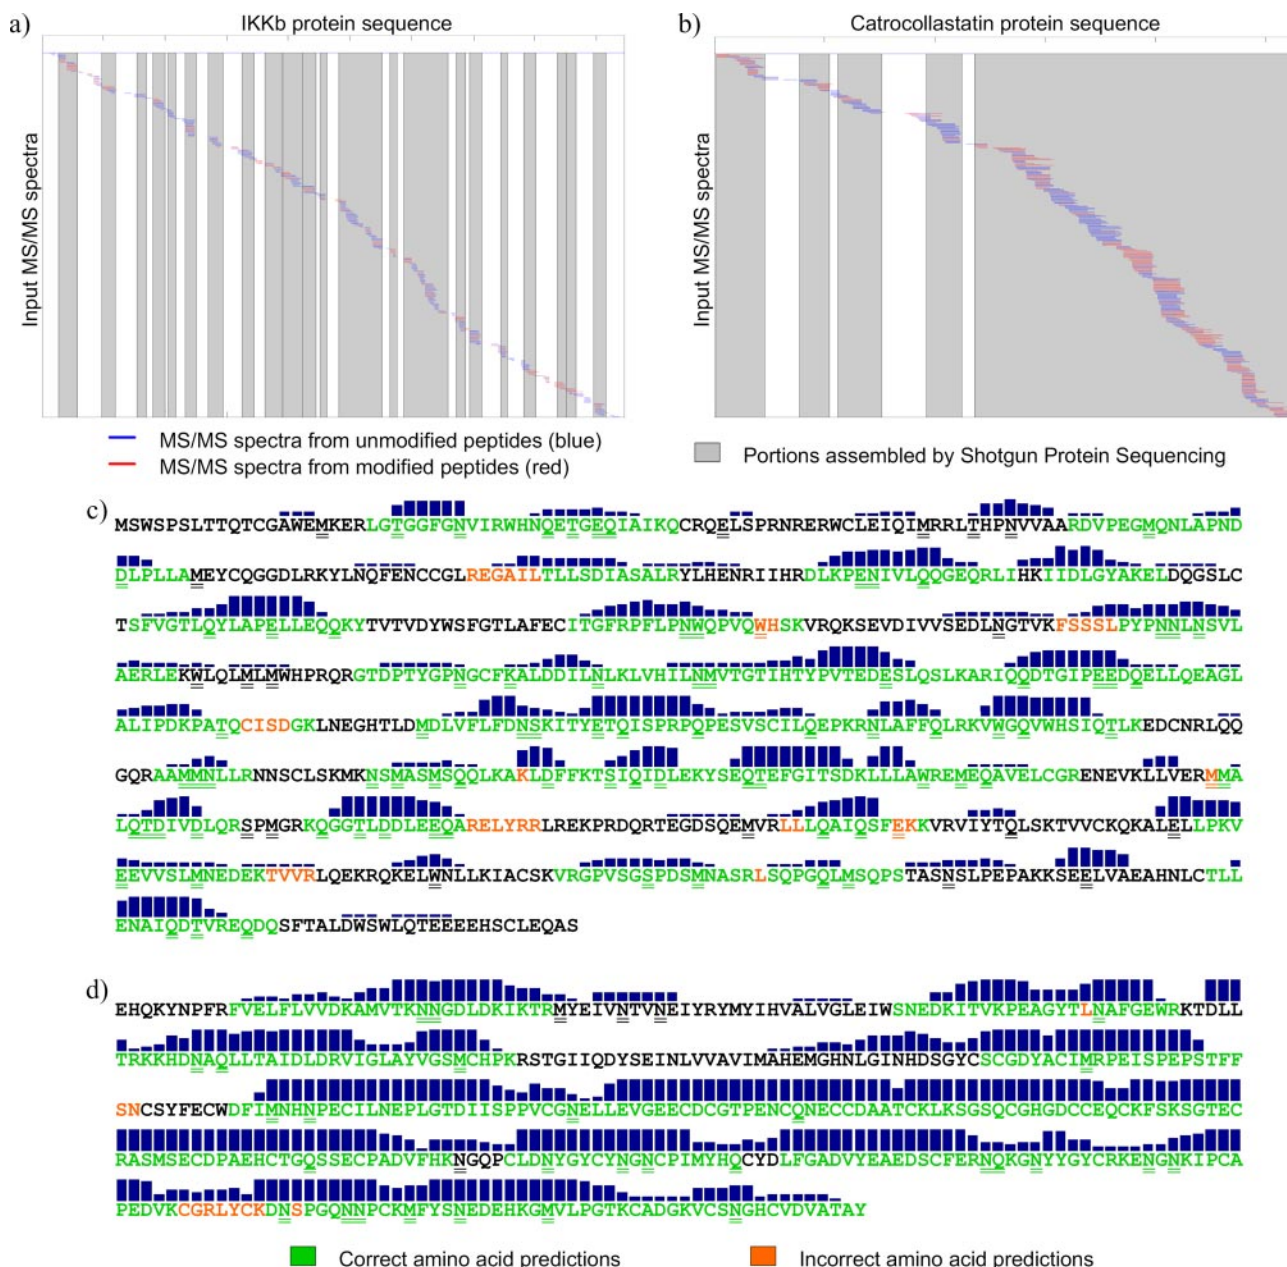 a)
IKKb protein sequence
b)
Catrocollastatin protein sequence
Input MS/MS spectra
Input MS/MS spectra
MS/MS spectra from unmodified peptides (blue)
MS/MS spectra from modified peptides (red)
Portions assembled by Shotgun Protein Sequencing
c)
MSWSPSLTTQTCGAWEMKERLGTGGFGNVIRWHNQETGEQIAIKQCRQELSPRNRERWCLEIQIMRRLTHPNVVAARDVPEGMQNLAPND
DLPLLAMEYCQGGDLRKYLNQFENCCGLREGAILTLLSDIASALRYLHENRIIHRDLKPENIVLQQGEQRLIHKIIDLGYAKELDQGSLC
TSFVGTLQYLAPELLEQQKYTVTVDYWSFGTLAFECITGFRPFLPNWQPVQWHSKVRQKSEVDIVVSEDLNGTVKFSSSLPYPNNLNSVL
AERLEKWLQLMLMWHPRQRGTDPTYGPNGCFKALDDILNLKLVHILNMVTGTIHTYPVTEDESLQSLKARIQQDTGIPEEDQELLQEAGL
ALIPDKPATQCISDGKLNEGHTLDMDLVFLFDNSKITYETQISPRPQPESVSCILQEPKRNLAFFQLRKVWGQVWHSIQTLKEDCNRLQQ
GQRAAMMNLLRNNSCLSKMKNSMASMSQQLKAKLDFFKTSIQIDLEKYSEQTEFGITSDKLLLAWREMEQAVELCGRENEVKLLVERMMA
LQTDIVDLQRSPMGRKQGGTLDDLEEQARELYRRLREKPRDQRTEGDSQEMVRLLLQAIQSFEKKVRVIYTQLSKTVVCKQKALELLPKV
EEVVSLMNEDEKTVVRLQEKRQKELWNLLKIACSKVRGPVSGSPDSMNASRLSQPGQLMSQPSTASNSLPEPAKKSEELVAEAHNLCTLL
ENAIQDTVREQDQSFTALDWSWLQTEEEEHSCLEQAS
d)
EHQKYNPFRFVELFLVVDKAMVTKNNGDLDKIKTRMYEIVNTVNEIYRYMYIHVALVGLEIWSNEDKITVKPEAGYTLNAFGEWRKTDLL
TRKKHDNAQLLTAIDLDRVIGLAYVGSMCHPKRSTGIIQDYSEINLVVAVIMAHEMGHNLGINHDSGYCSCGDYACIMRPEISPEPSTFF
SNCSYFECWDFIMNHNPECILNEPLGTDIISPPVCGNELLEVGEECDCGTPENCQNECCDAATCKLKSGSQCGHGDCCEQCKFSKSGTEC
RASMSECDPAEHCTGQSSECPADVFHKNGQPCLDNYGYCYNGNCPIMYHQCYDLFGADVYEAEDSCFERNQKGNYYGYCRKENGNKIPCA
PEDVKCGRLYCKDNSPGQNNPCKMFYSNEDEHKGMVLPGTKCADGKVCSNGHCVDVATAY
Correct amino acid predictions
Incorrect amino acid predictions